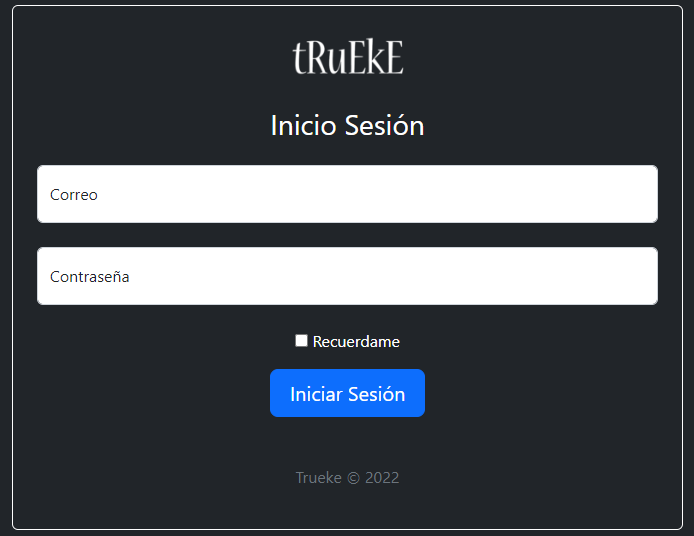 tRuEkE
Inicio Sesión
Correo
Contraseña
Recuerdame
Iniciar Sesión
Trueke © 2022